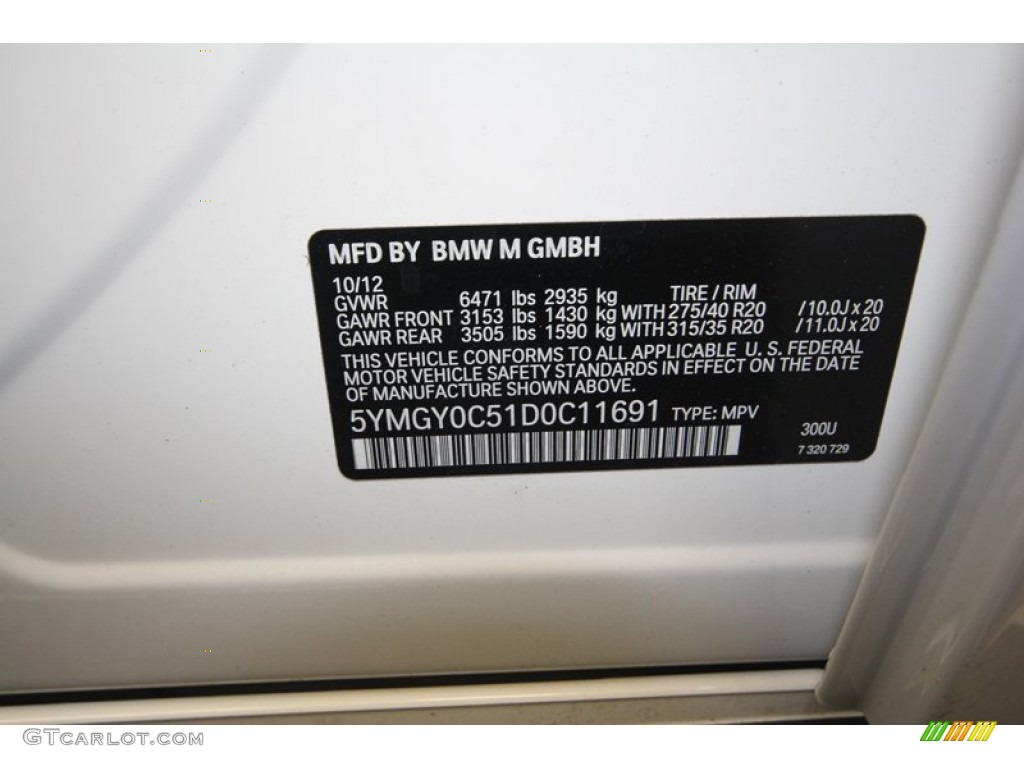 MFD BY BMW M GMBH
10/12
GVWR 6471 lbs 2935 kg TIRE / RIM
GAWR FRONT 3153 lbs 1430 kg WITH 275/40 R20 /10.0J x 20
GAWR REAR 3505 lbs 1590 kg WITH 315/35 R20 /11.0J x 20
THIS VEHICLE CONFORMS TO ALL APPLICABLE U. S. FEDERAL
MOTOR VEHICLE SAFETY STANDARDS IN EFFECT ON THE DATE
OF MANUFACTURE SHOWN ABOVE.
5YMGY0C51D0C11691 TYPE: MPV
300U
7 320 729
GTCarLot.com